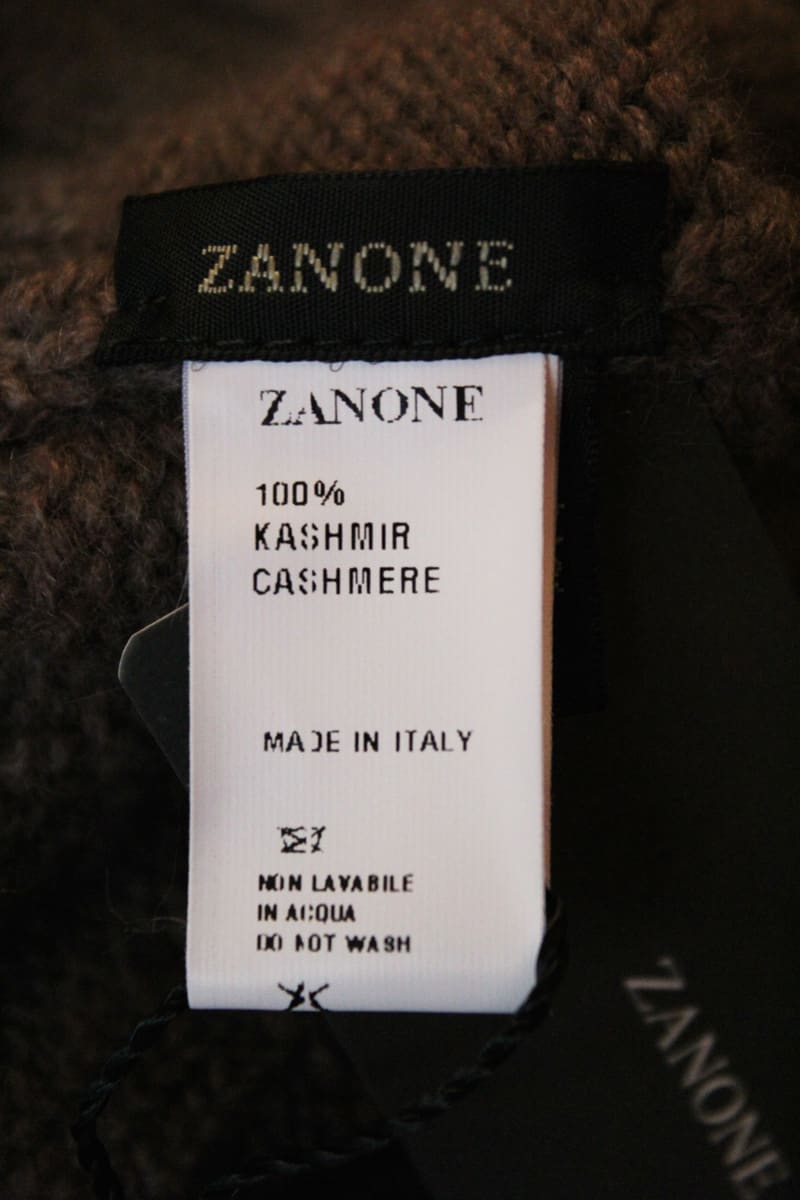 ZANONE
ZANONE
100%
KASHMIR
CASHMERE
MADE IN ITALY
NON LAVABILE
IN ACQUA
DO NOT WASH
ZANONE